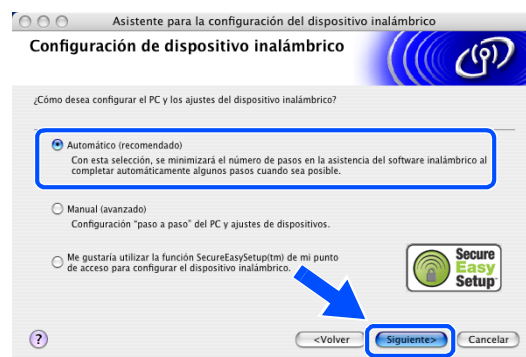 Asistente para la configuración del dispositivo inalámbrico
Configuración de dispositivo inalámbrico
¿Cómo desea configurar el PC y los ajustes del dispositivo inalámbrico?
Automático (recomendado)
Con esta selección, se minimizará el número de pasos en la asistencia del software inalámbrico al
completar automáticamente algunos pasos cuando sea posible.
Manual (avanzado)
Configuración "paso a paso" del PC y ajustes de dispositivos.
Me gustaría utilizar la función SecureEasySetup(tm) de mi punto
de acceso para configurar el dispositivo inalámbrico.
Secure
Easy
Setup
?
<Volver
Siguiente>
Cancelar